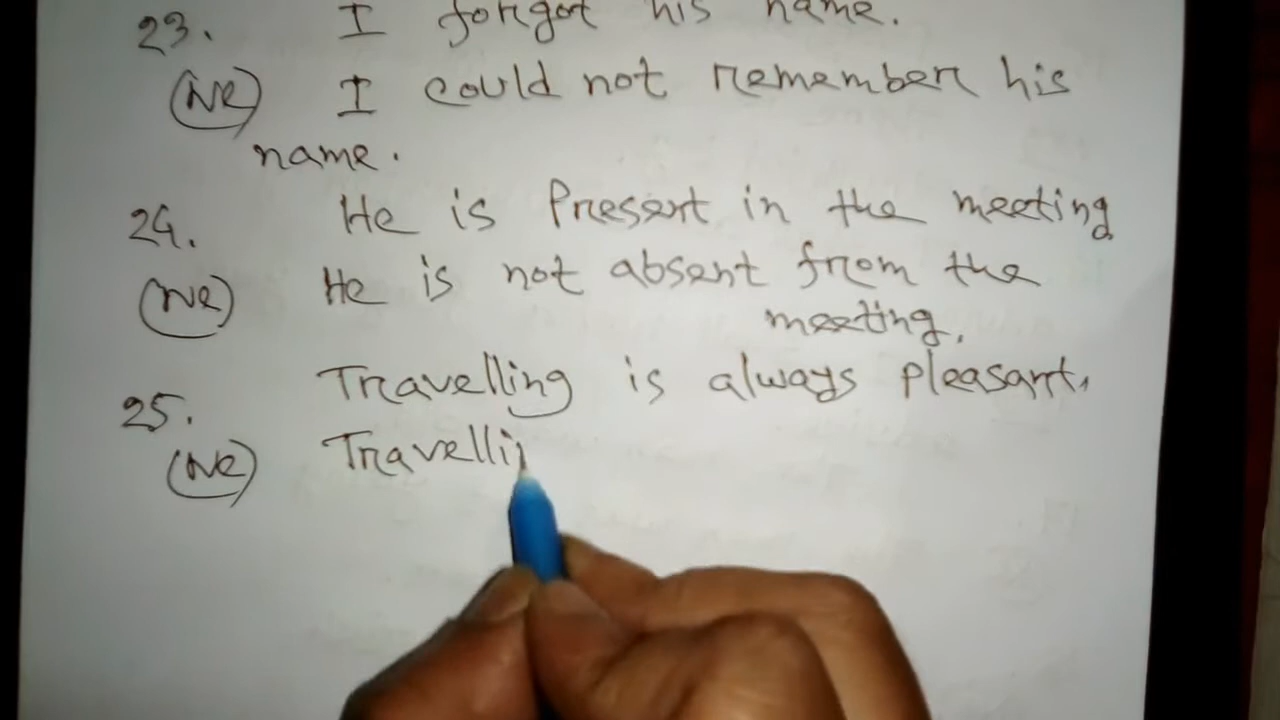 23. I forgot his name.
(Ne) I could not remember his
name.
24. He is Present in the meeting
(Ne) He is not absent from the
meeting.
25. Travelling is always pleasant.
(Ne) Travelli